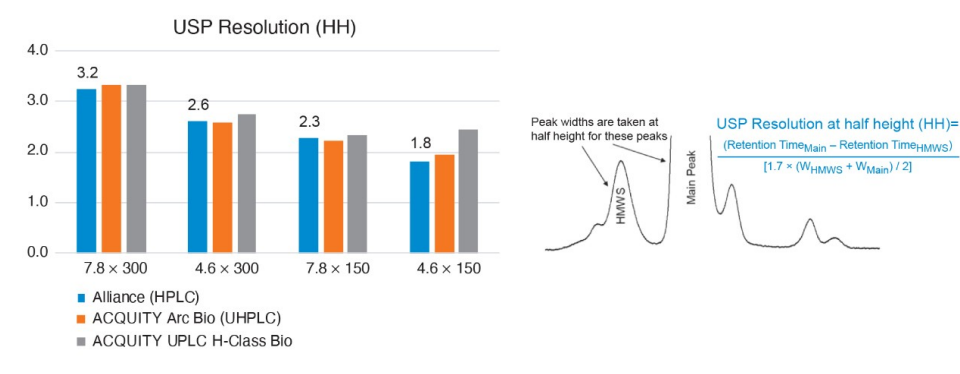 USP Resolution (HH)
4.0
3.0
2.0
1.0
0.0
3.2
2.6
2.3
1.8
7.8 × 300
4.6 × 300
7.8 × 150
4.6 × 150
Alliance (HPLC)
ACQUITY Arc Bio (UHPLC)
ACQUITY UPLC H-Class Bio
Peak widths are taken at
half height for these peaks
HMWS
Main Peak
USP Resolution at half height (HH)=
(Retention TimeMain – Retention TimeHMWS)
[1.7 × (WHMWS + WMain) / 2]